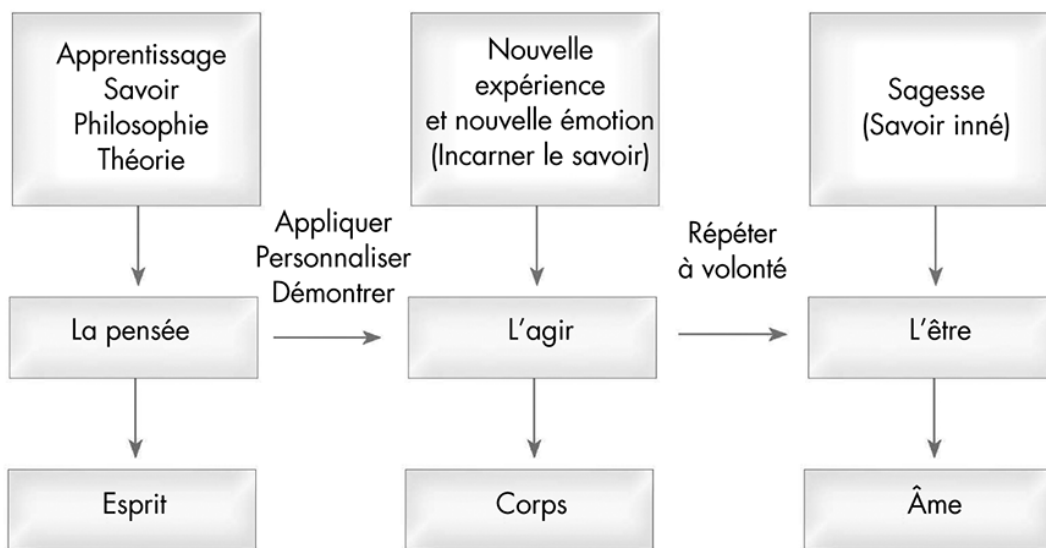 Apprentissage
Savoir
Philosophie
Théorie
Nouvelle
expérience
et nouvelle émotion
(Incarner le savoir)
Sagesse
(Savoir inné)
Appliquer
Personnaliser
Démontrer
Répéter
à volonté
La pensée
L’agir
L’être
Esprit
Corps
Âme